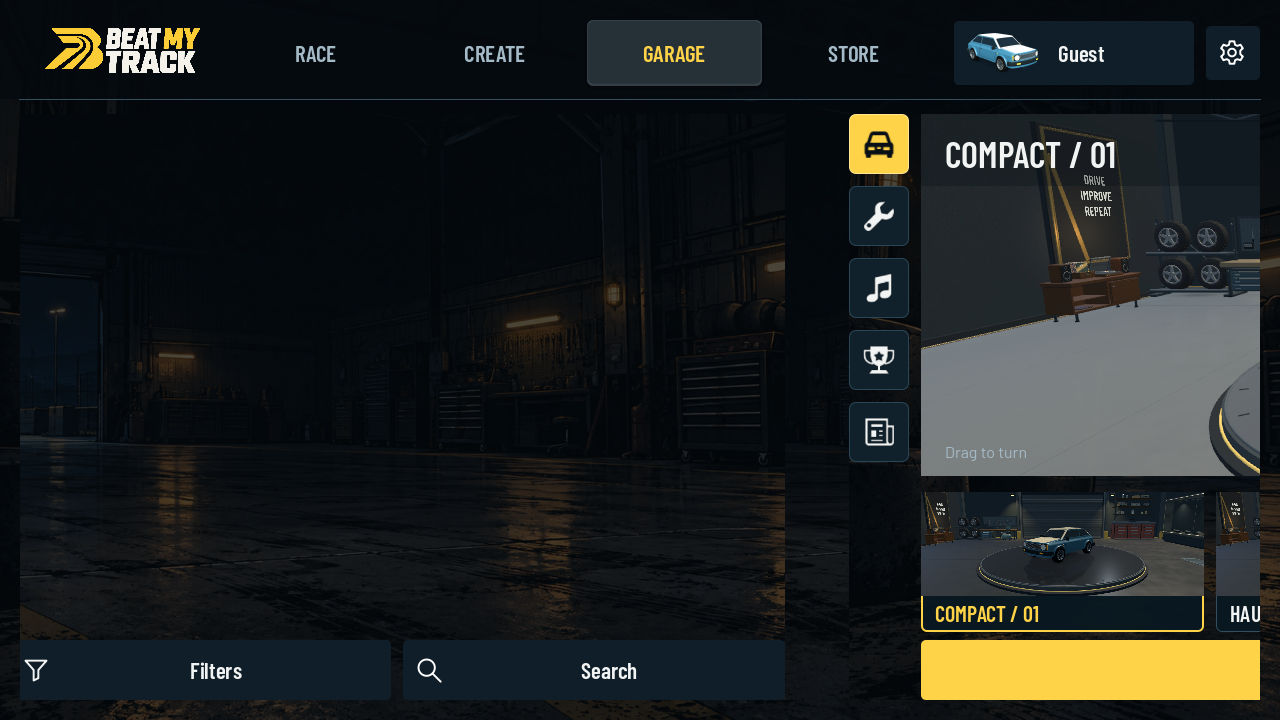 BEAT MY
TRACK
RACE
CREATE
GARAGE
STORE
Guest
COMPACT / 01
DRIVE
IMPROVE
REPEAT
Drag to turn
COMPACT / 01
HAU
Filters
Search